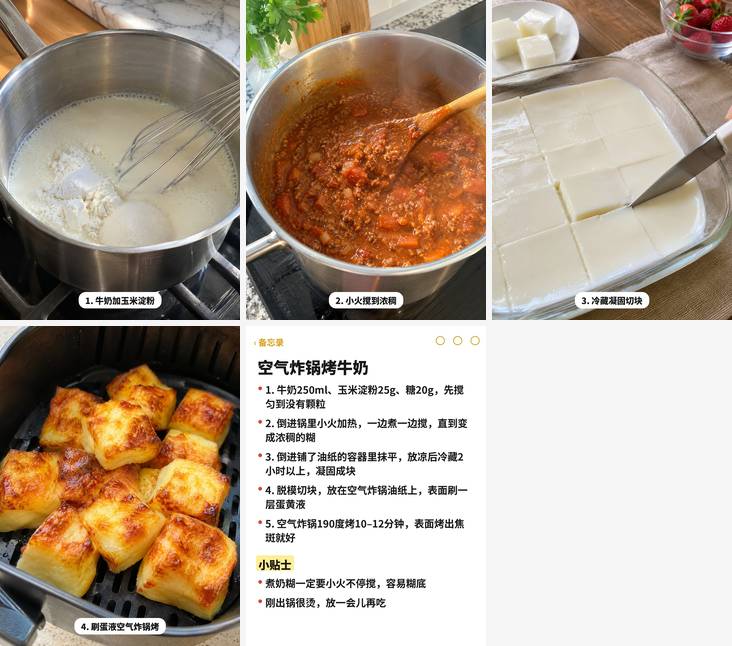 1. 牛奶加玉米淀粉
2. 小火搅到浓稠
3. 冷藏凝固切块
4. 刷蛋液空气炸锅烤
‹ 备忘录
空气炸锅烤牛奶
1. 牛奶250ml、玉米淀粉25g、糖20g，先搅
匀到没有颗粒
2. 倒进锅里小火加热，一边煮一边搅，直到变
成浓稠的糊
3. 倒进铺了油纸的容器里抹平，放凉后冷藏2
小时以上，凝固成块
4. 脱模切块，放在空气炸锅油纸上，表面刷一
层蛋黄液
5. 空气炸锅190度烤10–12分钟，表面烤出焦
斑就好
小贴士
煮奶糊一定要小火不停搅，容易糊底
刚出锅很烫，放一会儿再吃